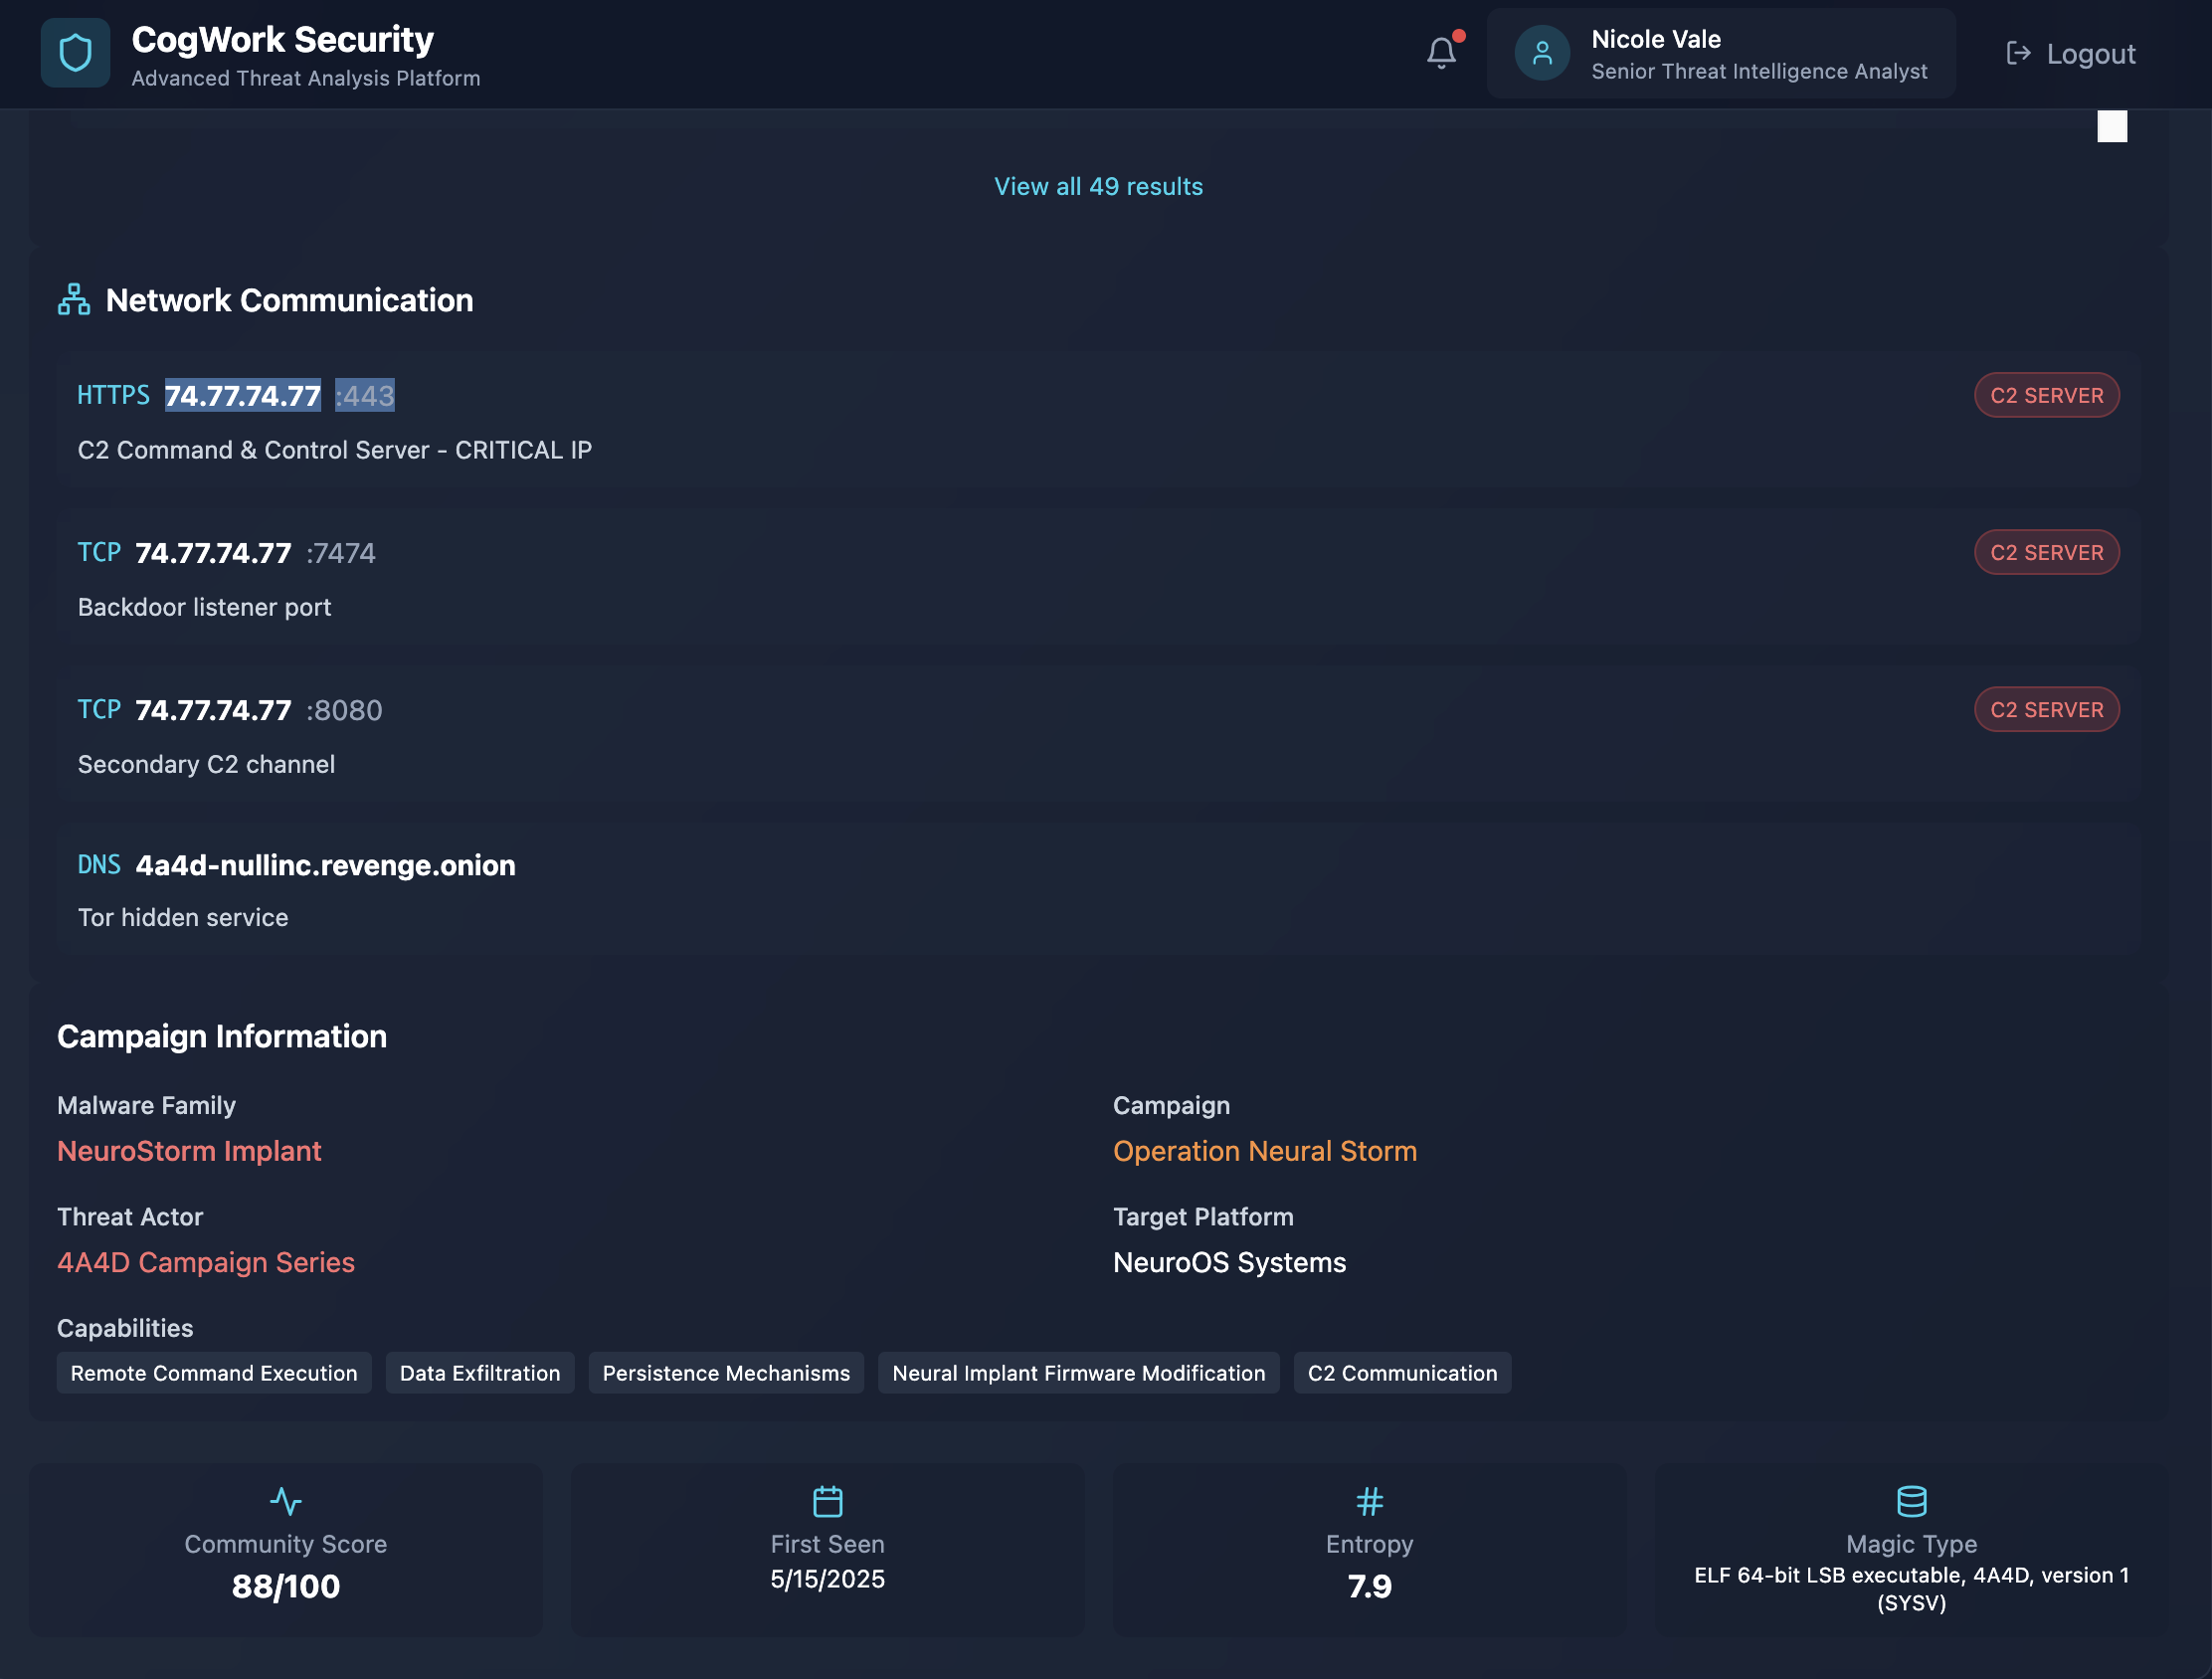 CogWork Security
Advanced Threat Analysis Platform
Nicole Vale
Senior Threat Intelligence Analyst
Logout
View all 49 results
Network Communication
HTTPS 74.77.74.77 :443
C2 SERVER
C2 Command & Control Server - CRITICAL IP
TCP 74.77.74.77 :7474
C2 SERVER
Backdoor listener port
TCP 74.77.74.77 :8080
C2 SERVER
Secondary C2 channel
DNS 4a4d-nullinc.revenge.onion
Tor hidden service
Campaign Information
Malware Family
NeuroStorm Implant
Campaign
Operation Neural Storm
Threat Actor
4A4D Campaign Series
Target Platform
NeuroOS Systems
Capabilities
Remote Command Execution
Data Exfiltration
Persistence Mechanisms
Neural Implant Firmware Modification
C2 Communication
Community Score
88/100
First Seen
5/15/2025
Entropy
7.9
Magic Type
ELF 64-bit LSB executable, 4A4D, version 1
(SYSV)